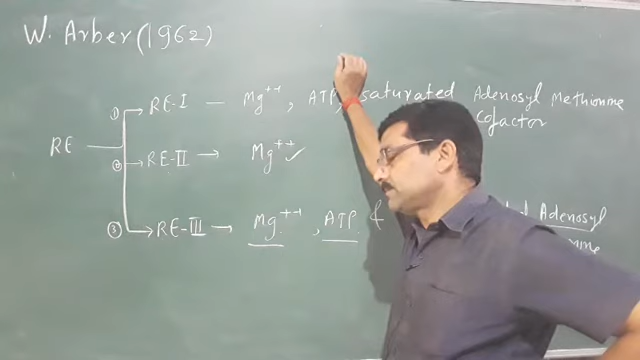 W. Arber (1962)
① RE-I — Mg++, ATP, saturated Adenosyl Methionine
cofactor
RE
② RE-II → Mg++ ✓
③ RE-III → Mg++, ATP &
Adenosyl